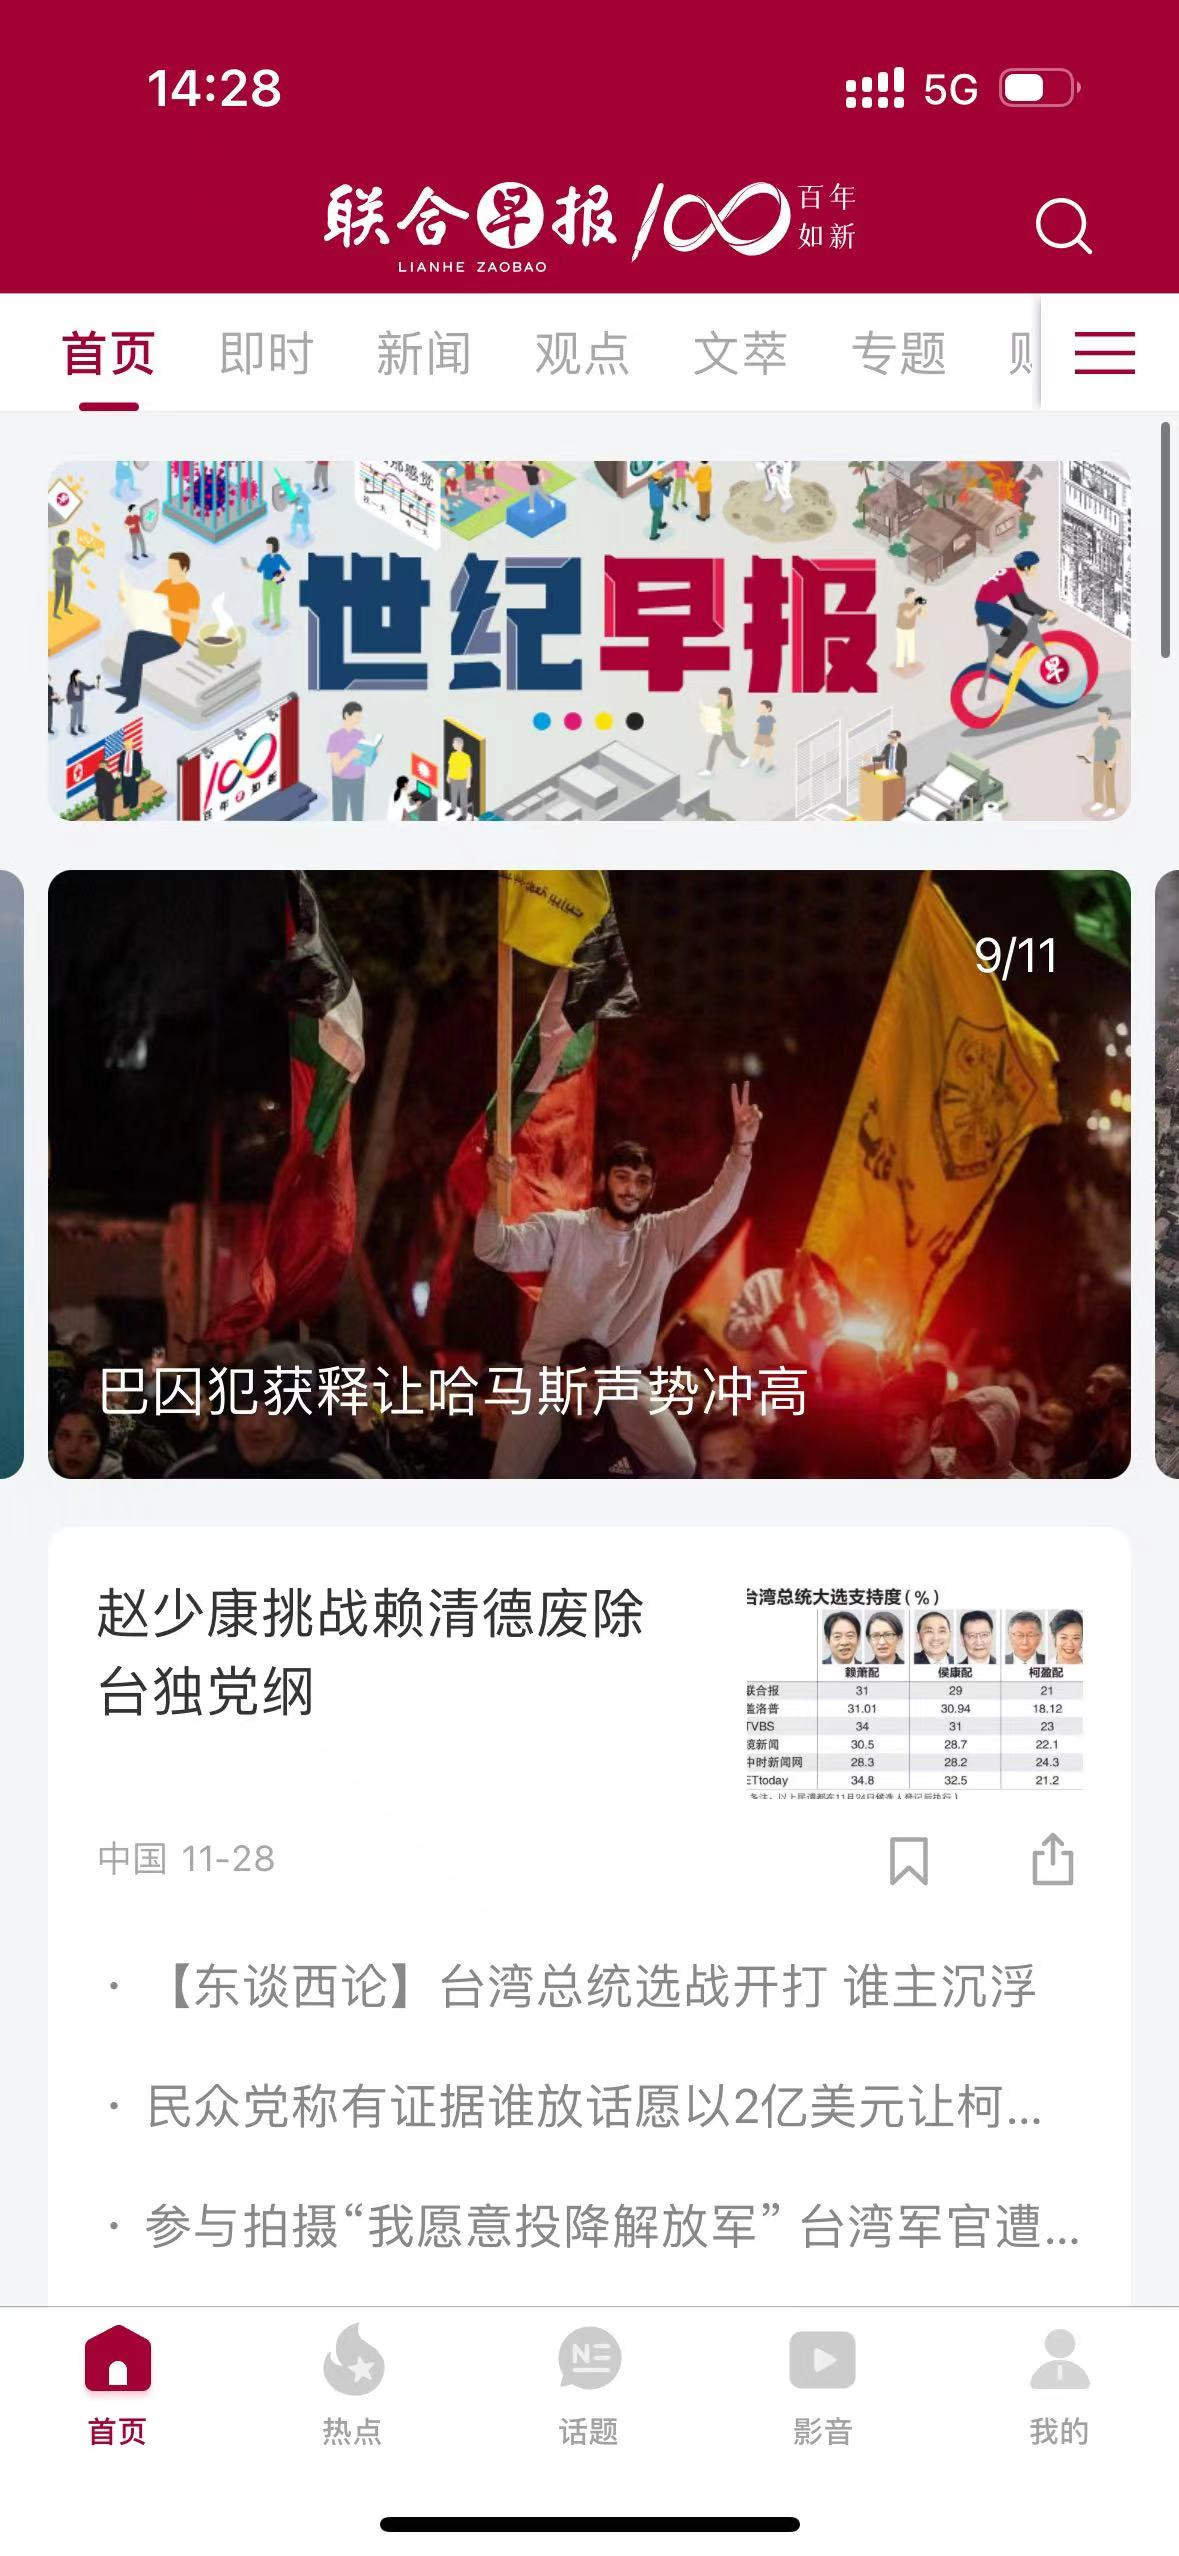 14:28
5G
联合早报
百年
如新
LIANHE ZAOBAO
首页 即时 新闻 观点 文萃 专题
世纪早报
早
100
百年如新
9/11
巴囚犯获释让哈马斯声势冲高
赵少康挑战赖清德废除
台独党纲
台湾总统大选支持度(%)
赖萧配 侯康配 柯盈配
联合报 31 29 21
盖洛普 31.01 30.94 18.12
TVBS 34 31 23
镜新闻 30.5 28.7 22.1
中时新闻网 28.3 28.2 24.3
ETtoday 34.8 32.5 21.2
中国 11-28
· 【东谈西论】台湾总统选战开打 谁主沉浮
· 民众党称有证据谁放话愿以2亿美元让柯...
· 参与拍摄“我愿意投降解放军” 台湾军官遭...
首页 热点 话题 影音 我的